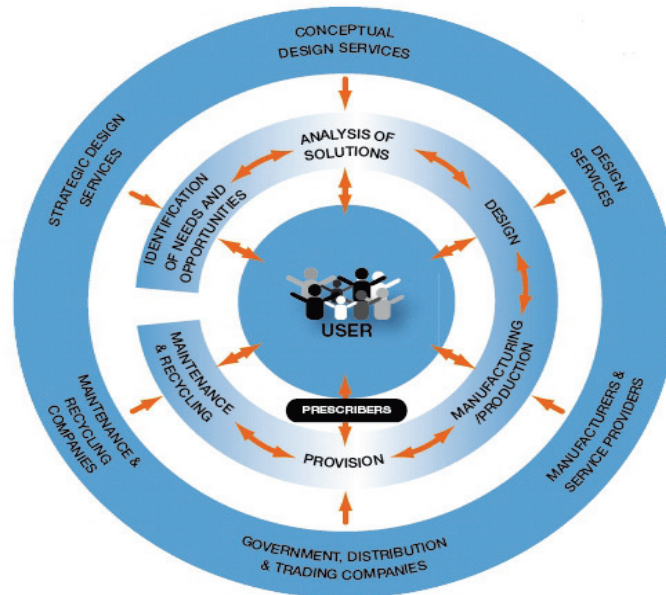 CONCEPTUAL
DESIGN SERVICES
STRATEGIC DESIGN
SERVICES
DESIGN
SERVICES
ANALYSIS OF
SOLUTIONS
IDENTIFICATION
OF NEEDS AND
OPPORTUNITIES
DESIGN
USER
MAINTENANCE
& RECYCLING
PRESCRIBERS
MANUFACTURING
/PRODUCTION
PROVISION
MAINTENANCE &
RECYCLING
COMPANIES
MANUFACTURERS &
SERVICE PROVIDERS
GOVERNMENT, DISTRIBUTION
& TRADING COMPANIES